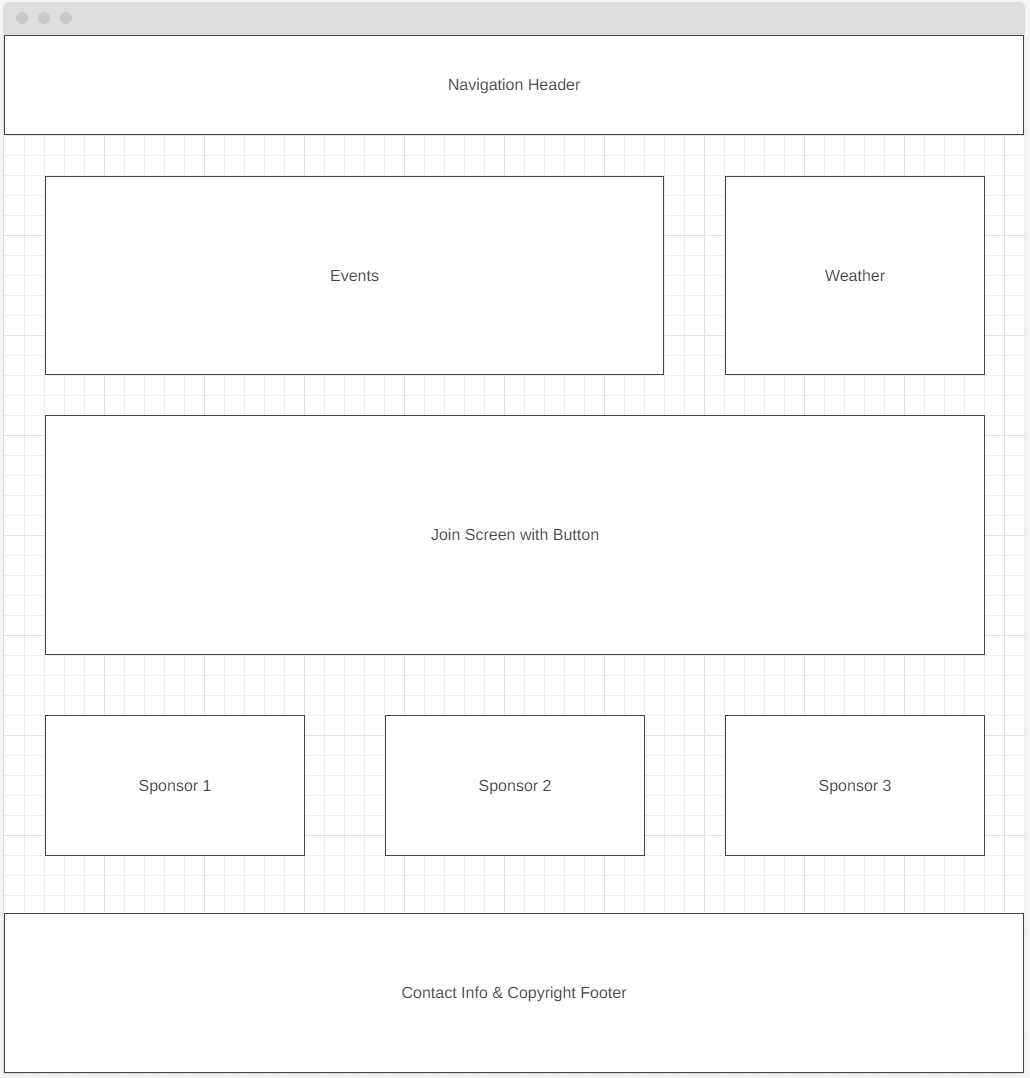 Navigation Header
Events
Weather
Join Screen with Button
Sponsor 1
Sponsor 2
Sponsor 3
Contact Info & Copyright Footer